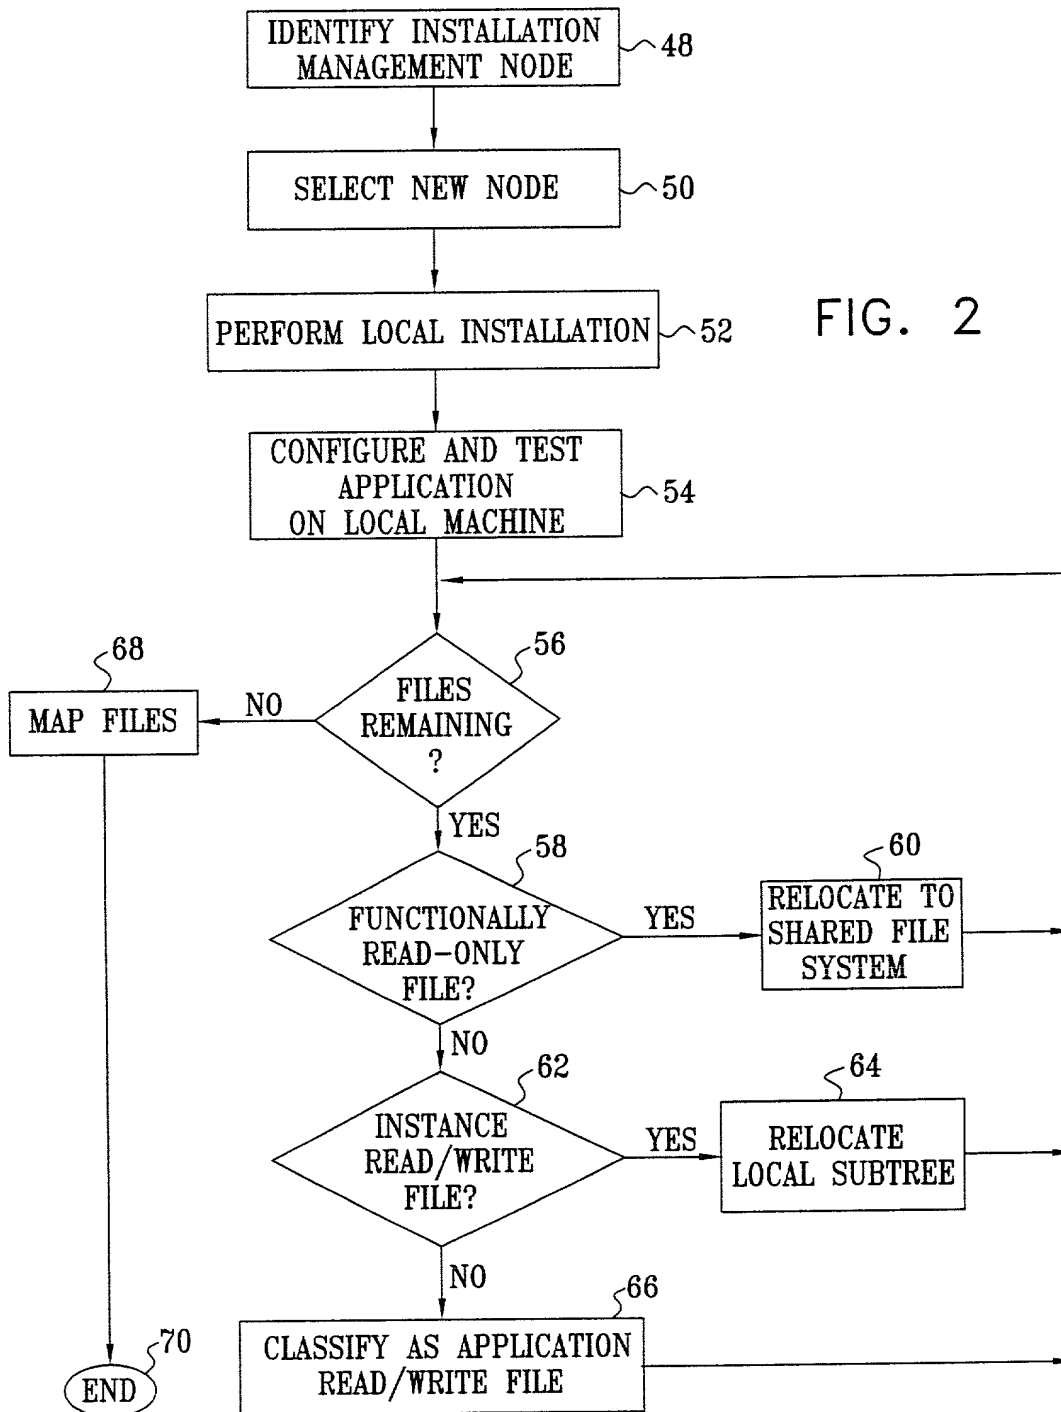 IDENTIFY INSTALLATION
MANAGEMENT NODE
48
SELECT NEW NODE
50
PERFORM LOCAL INSTALLATION
52
FIG. 2
CONFIGURE AND TEST
APPLICATION
ON LOCAL MACHINE
54
56
FILES
REMAINING
?
NO
68
MAP FILES
YES
58
FUNCTIONALLY
READ-ONLY
FILE?
YES
60
RELOCATE TO
SHARED FILE
SYSTEM
NO
62
INSTANCE
READ/WRITE
FILE?
YES
64
RELOCATE
LOCAL SUBTREE
NO
66
CLASSIFY AS APPLICATION
READ/WRITE FILE
70
END